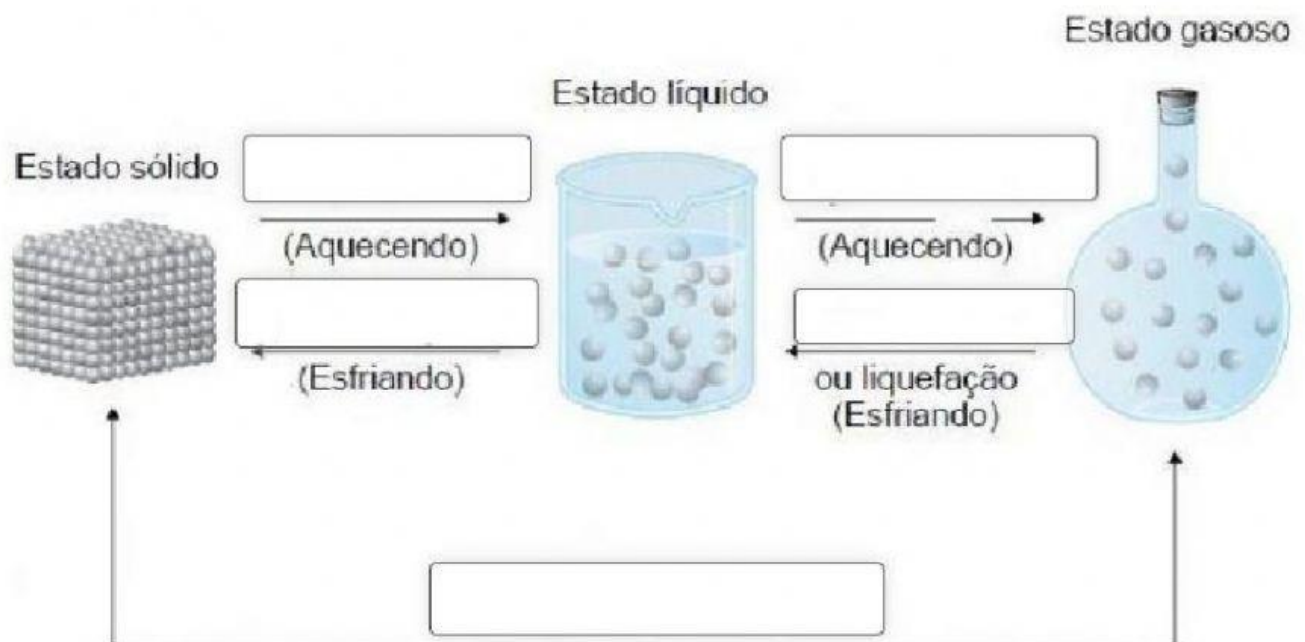 Estado gasoso
Estado líquido
Estado sólido
(Aquecendo)
(Aquecendo)
(Esfriando)
ou liquefação
(Esfriando)